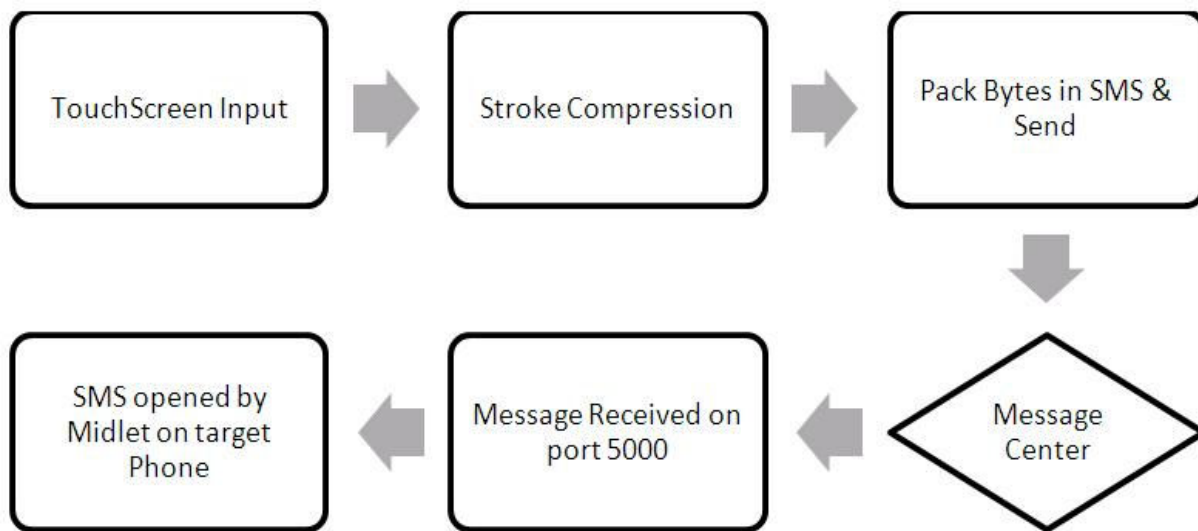 TouchScreen Input
Stroke Compression
Pack Bytes in SMS &
Send
Message
Center
Message Received on
port 5000
SMS opened by
Midlet on target
Phone